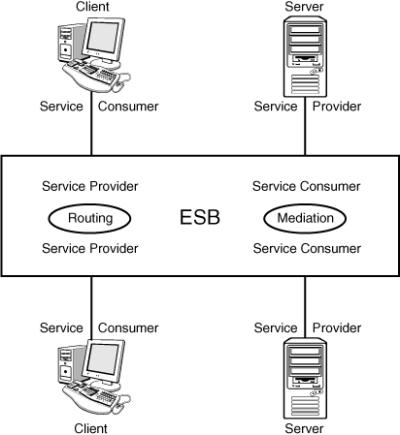 Client Server
Service Consumer Service Provider
Service Provider Service Consumer
Routing ESB Mediation
Service Provider Service Consumer
Service Consumer Service Provider
Client Server